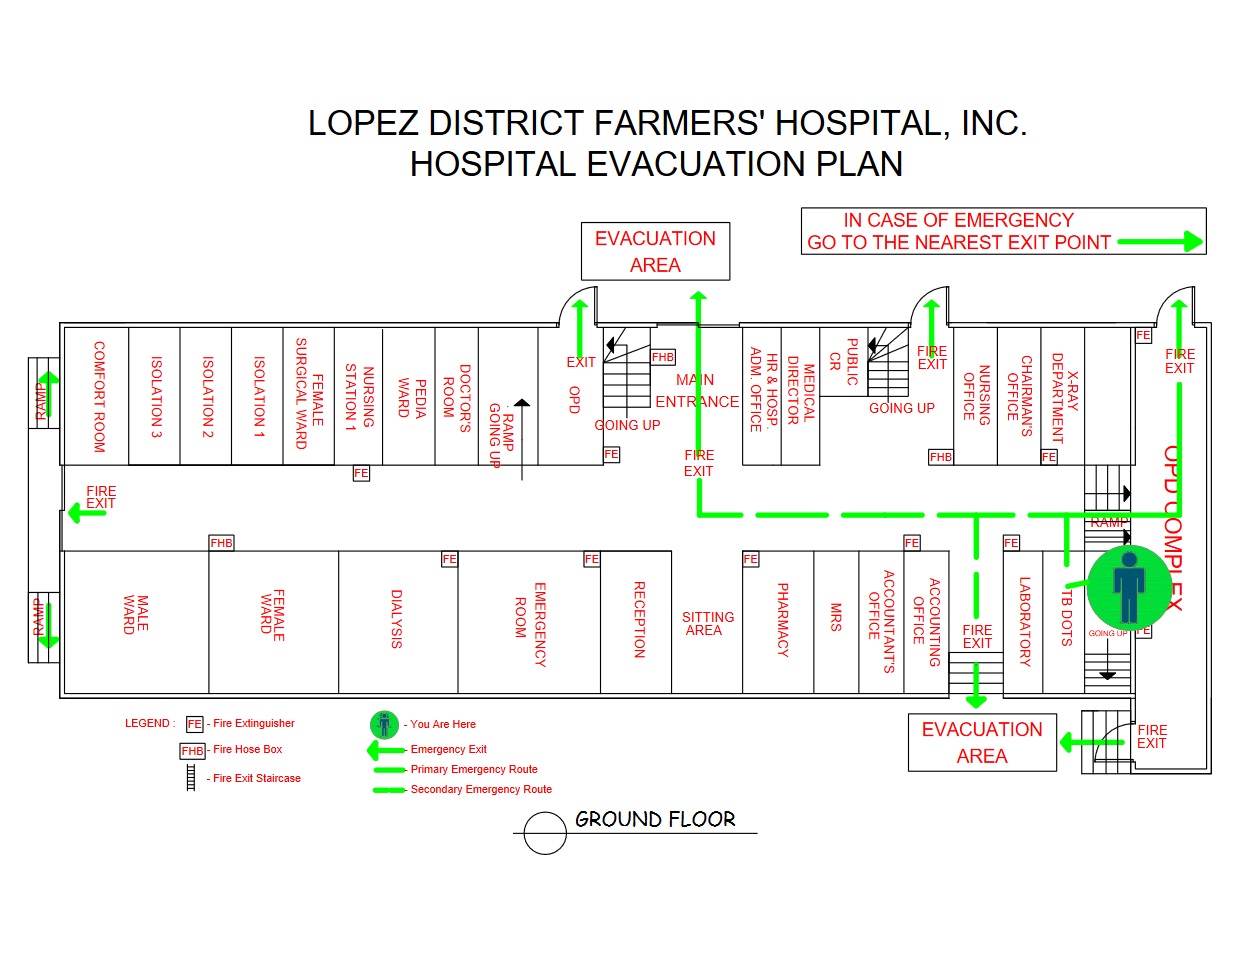 LOPEZ DISTRICT FARMERS' HOSPITAL, INC.
HOSPITAL EVACUATION PLAN
IN CASE OF EMERGENCY
GO TO THE NEAREST EXIT POINT
EVACUATION
AREA
RAMP
COMFORT ROOM
ISOLATION 3
ISOLATION 2
ISOLATION 1
FEMALE
SURGICAL WARD
NURSING
STATION 1
PEDIA
WARD
DOCTOR'S
ROOM
RAMP
GOING UP
EXIT
OPD
GOING UP
FHB
MAIN
ENTRANCE
HR & HOSP.
ADM. OFFICE
MEDICAL
DIRECTOR
PUBLIC
CR
GOING UP
FIRE
EXIT
NURSING
OFFICE
CHAIRMAN'S
OFFICE
X-RAY
DEPARTMENT
FE
FIRE
EXIT
FE
FE
FIRE
EXIT
FHB
FE
OPD COMPLEX
FIRE
EXIT
RAMP
FHB
FE
FE
FE
FE
FE
RAMP
MALE
WARD
FEMALE
WARD
DIALYSIS
EMERGENCY
ROOM
RECEPTION
SITTING
AREA
PHARMACY
MRS
ACCOUNTANT'S
OFFICE
ACCOUNTING
OFFICE
FIRE
EXIT
LABORATORY
TB DOTS
GOING UP
FE
EVACUATION
AREA
FIRE
EXIT
LEGEND :
FE - Fire Extinguisher
FHB - Fire Hose Box
- Fire Exit Staircase
- You Are Here
- Emergency Exit
- Primary Emergency Route
- Secondary Emergency Route
GROUND FLOOR